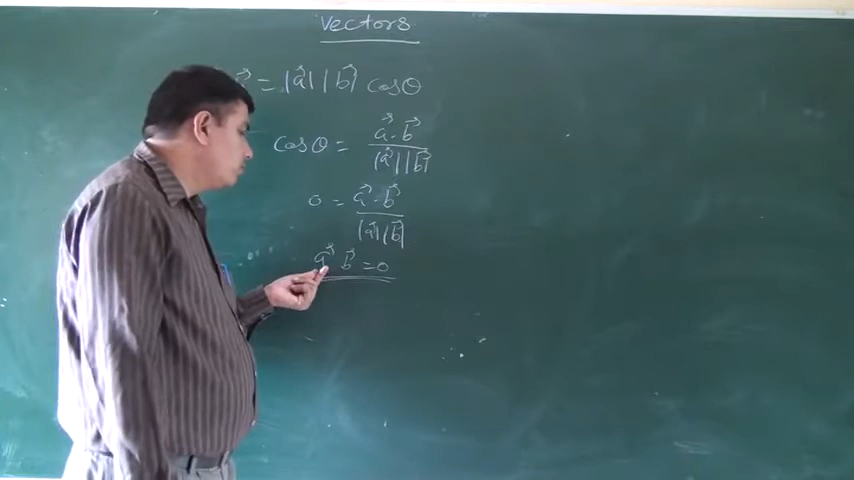 vectors
b⃗ = |a⃗| |b⃗| cosθ
cosθ = a⃗ . b⃗ / |a⃗| |b⃗|
0 = a⃗ . b⃗ / |a⃗| |b⃗|
a⃗ b⃗ = 0